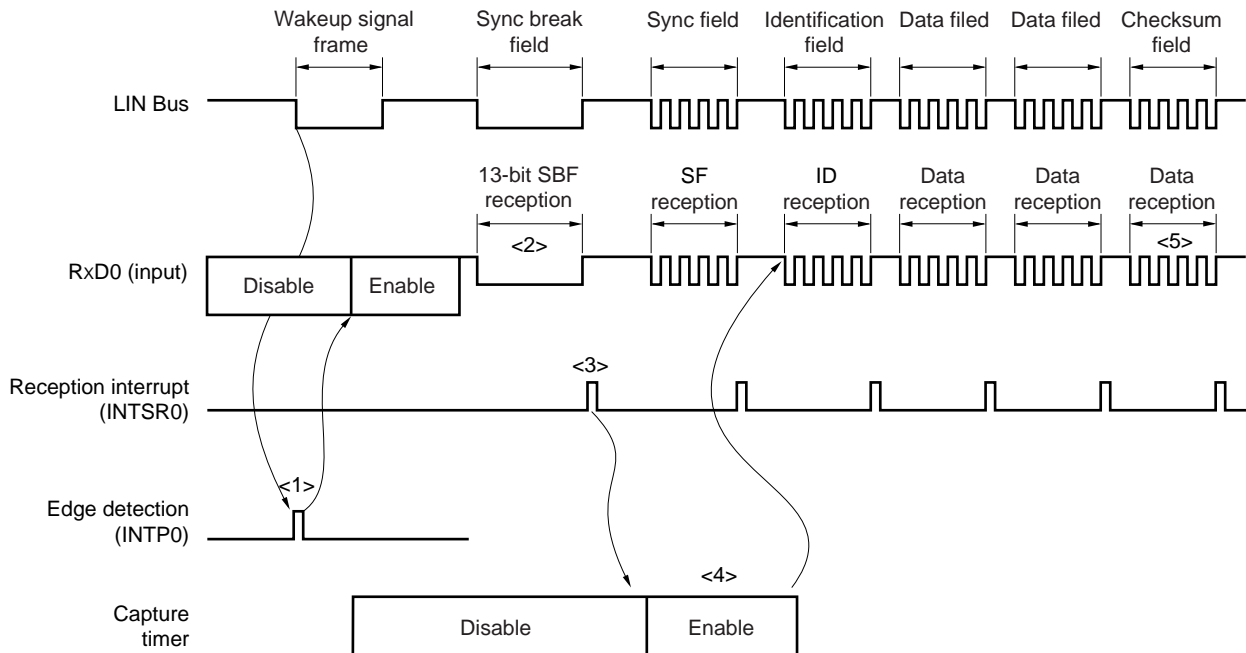 Wakeup signal
frame
Sync break
field
Sync field
Identification
field
Data filed
Data filed
Checksum
field
LIN Bus
13-bit SBF
reception
SF
reception
ID
reception
Data
reception
Data
reception
Data
reception
<2>
<5>
RxD0 (input)
Disable
Enable
Reception interrupt
(INTSR0)
<3>
Edge detection
(INTP0)
<1>
Capture
timer
Disable
Enable
<4>